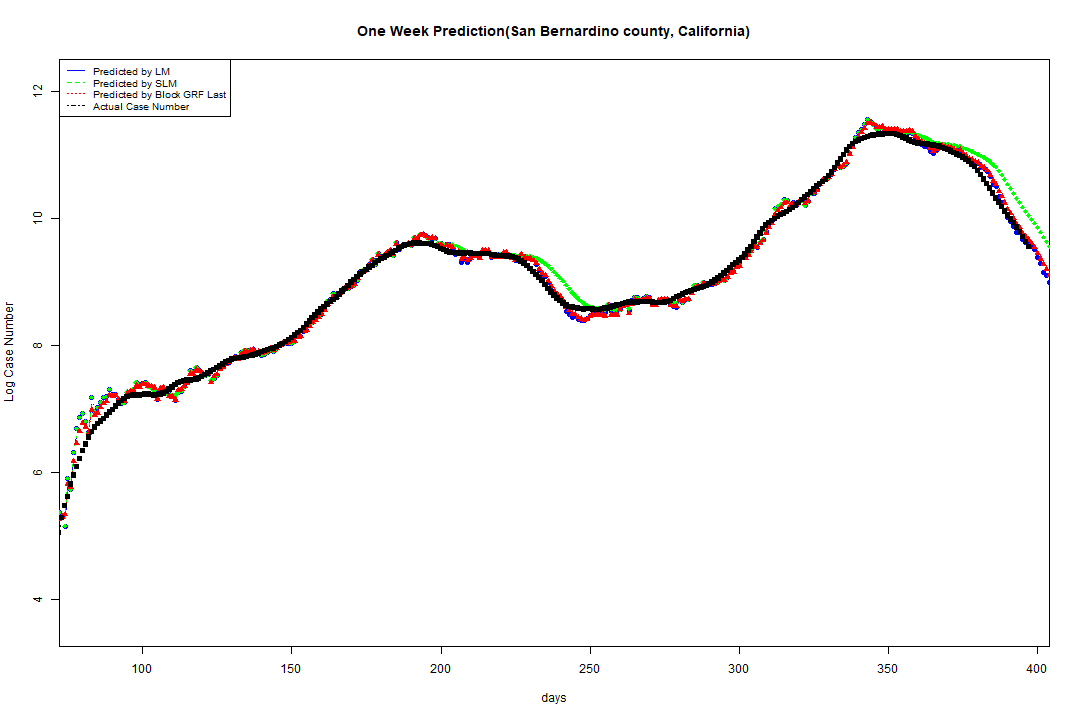 One Week Prediction(San Bernardino county, California)
Predicted by LM
Predicted by SLM
Predicted by Block GRF Last
Actual Case Number
12
10
8
6
4
Log Case Number
100 150 200 250 300 350 400
days